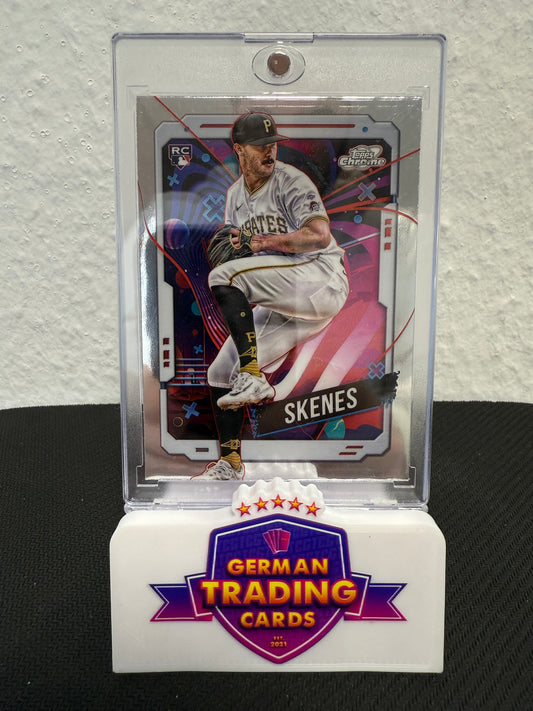 P
RC
Topps
Chrome
PIRATES
P
SKENES
GERMAN
TRADING
CARDS
EST.
2021